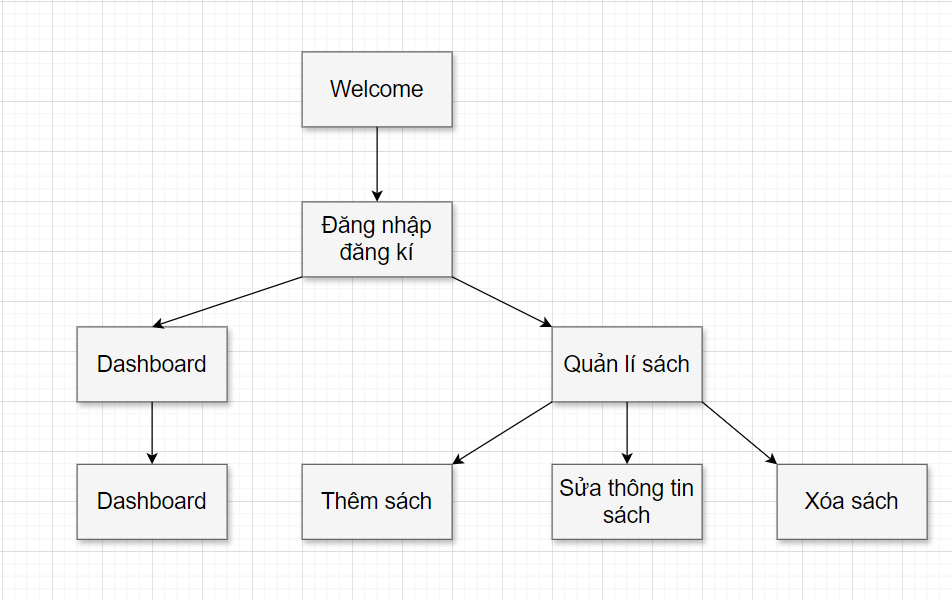 Welcome
Đăng nhập
đăng kí
Dashboard
Quản lí sách
Dashboard
Thêm sách
Sửa thông tin
sách
Xóa sách